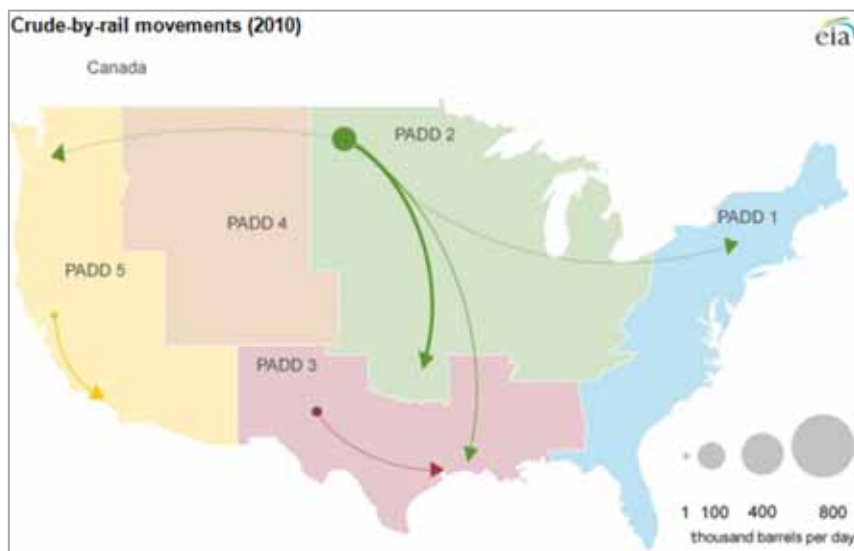 Crude-by-rail movements (2010)
eia
Canada
PADD 2
PADD 1
PADD 4
PADD 5
PADD 3
1 100 400 800
thousand barrels per day